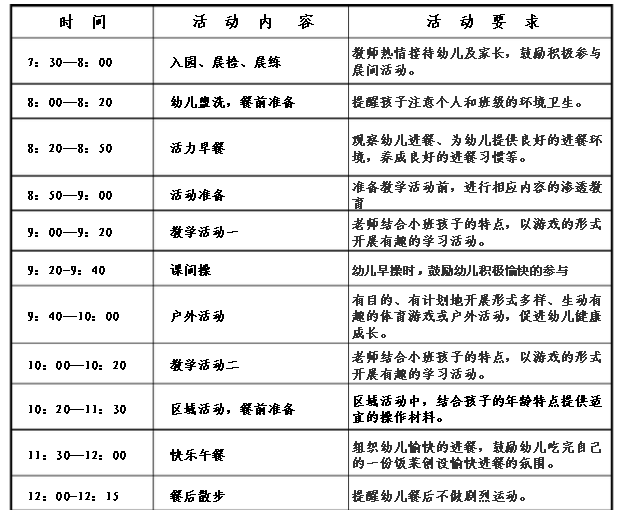 时 间 活 动 内 容 活 动 要 求
7：30—8：00 入园、晨检、晨练 教师热情接待幼儿及家长，鼓励积极参与
晨间活动。
8：00—8：20 幼儿盥洗，餐前准备 提醒孩子注意个人和班级的环境卫生。
8：20—8：50 活力早餐 观察幼儿进餐、为幼儿提供良好的进餐环
境，养成良好的进餐习惯等。
8：50—9：00 活动准备 准备教学活动前，进行相应内容的渗透教
育
9：00—9：20 教学活动一 老师结合小班孩子的特点，以游戏的形式
开展有趣的学习活动。
9：20-9：40 课间操 幼儿早操时，鼓励幼儿积极愉快的参与
9：40—10：00 户外活动 有目的、有计划地开展形式多样、生动有
趣的体育游戏或户外活动，促进幼儿健康
成长。
10：00—10：20 教学活动二 老师结合小班孩子的特点，以游戏的形式
开展有趣的学习活动。
10：20—11：30 区域活动，餐前准备 区域活动中，结合孩子的年龄特点提供适
宜的操作材料。
11：30—12：00 快乐午餐 组织幼儿愉快的进餐，鼓励幼儿吃完自己
的一份饭菜创设愉快进餐的氛围。
12：00-12：15 餐后散步 提醒幼儿餐后不做剧烈运动。